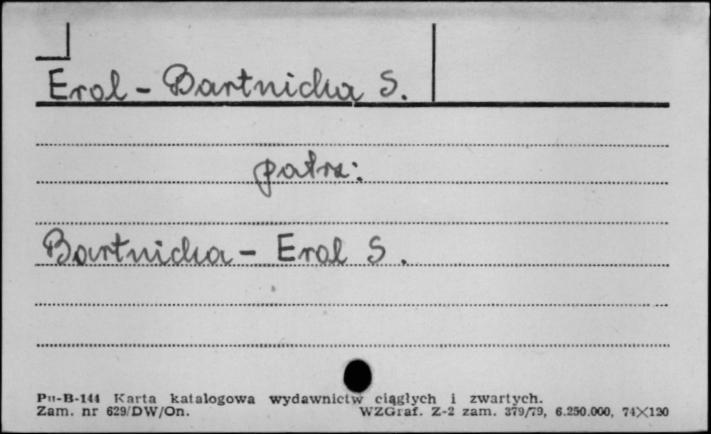 Erol - Bartnicka S.
patrz:
Bartnicka - Erol S.
Pu-B-144 Karta katalogowa wydawnictw ciągłych i zwartych.
Zam. nr 629/DW/On. WZGraf. Z-2 zam. 379/79, 6.250.000, 74×120